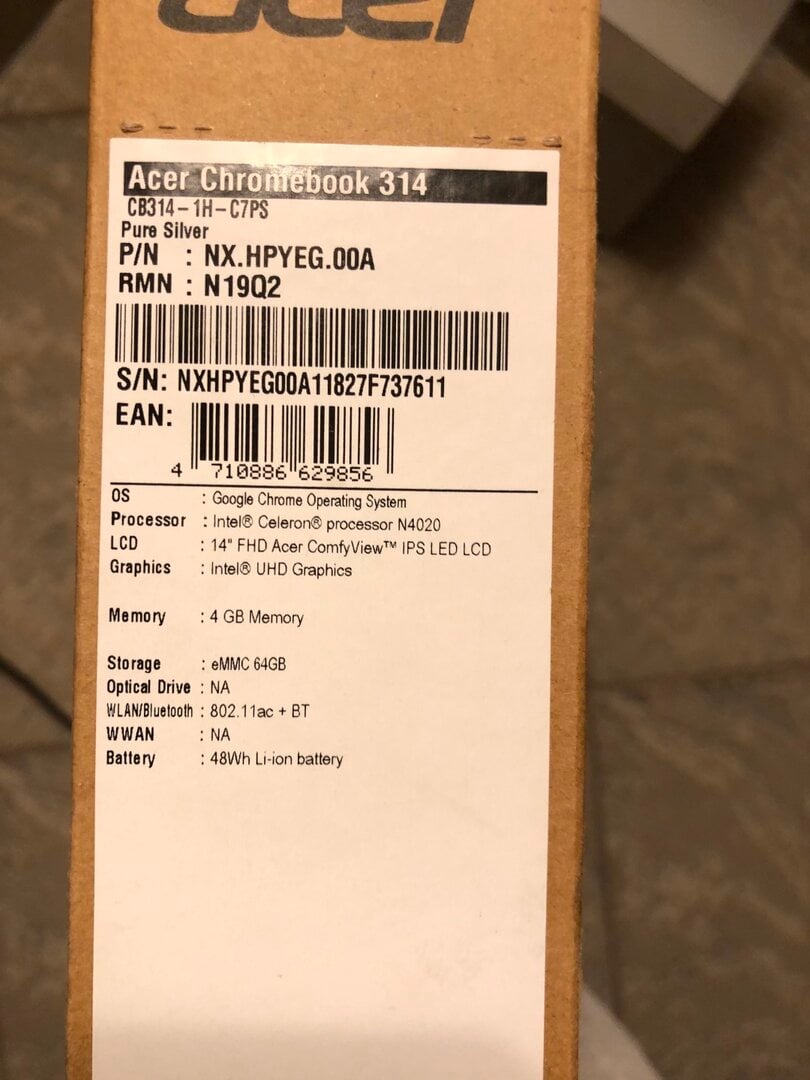 acer
Acer Chromebook 314
CB314-1H-C7PS
Pure Silver
P/N : NX.HPYEG.00A
RMN : N19Q2
S/N: NXHPYEG00A11827F737611
EAN:
4 710886 629856
OS : Google Chrome Operating System
Processor : Intel® Celeron® processor N4020
LCD : 14" FHD Acer ComfyView™ IPS LED LCD
Graphics : Intel® UHD Graphics
Memory : 4 GB Memory
Storage : eMMC 64GB
Optical Drive : NA
WLAN/Bluetooth : 802.11ac + BT
WWAN : NA
Battery : 48Wh Li-ion battery